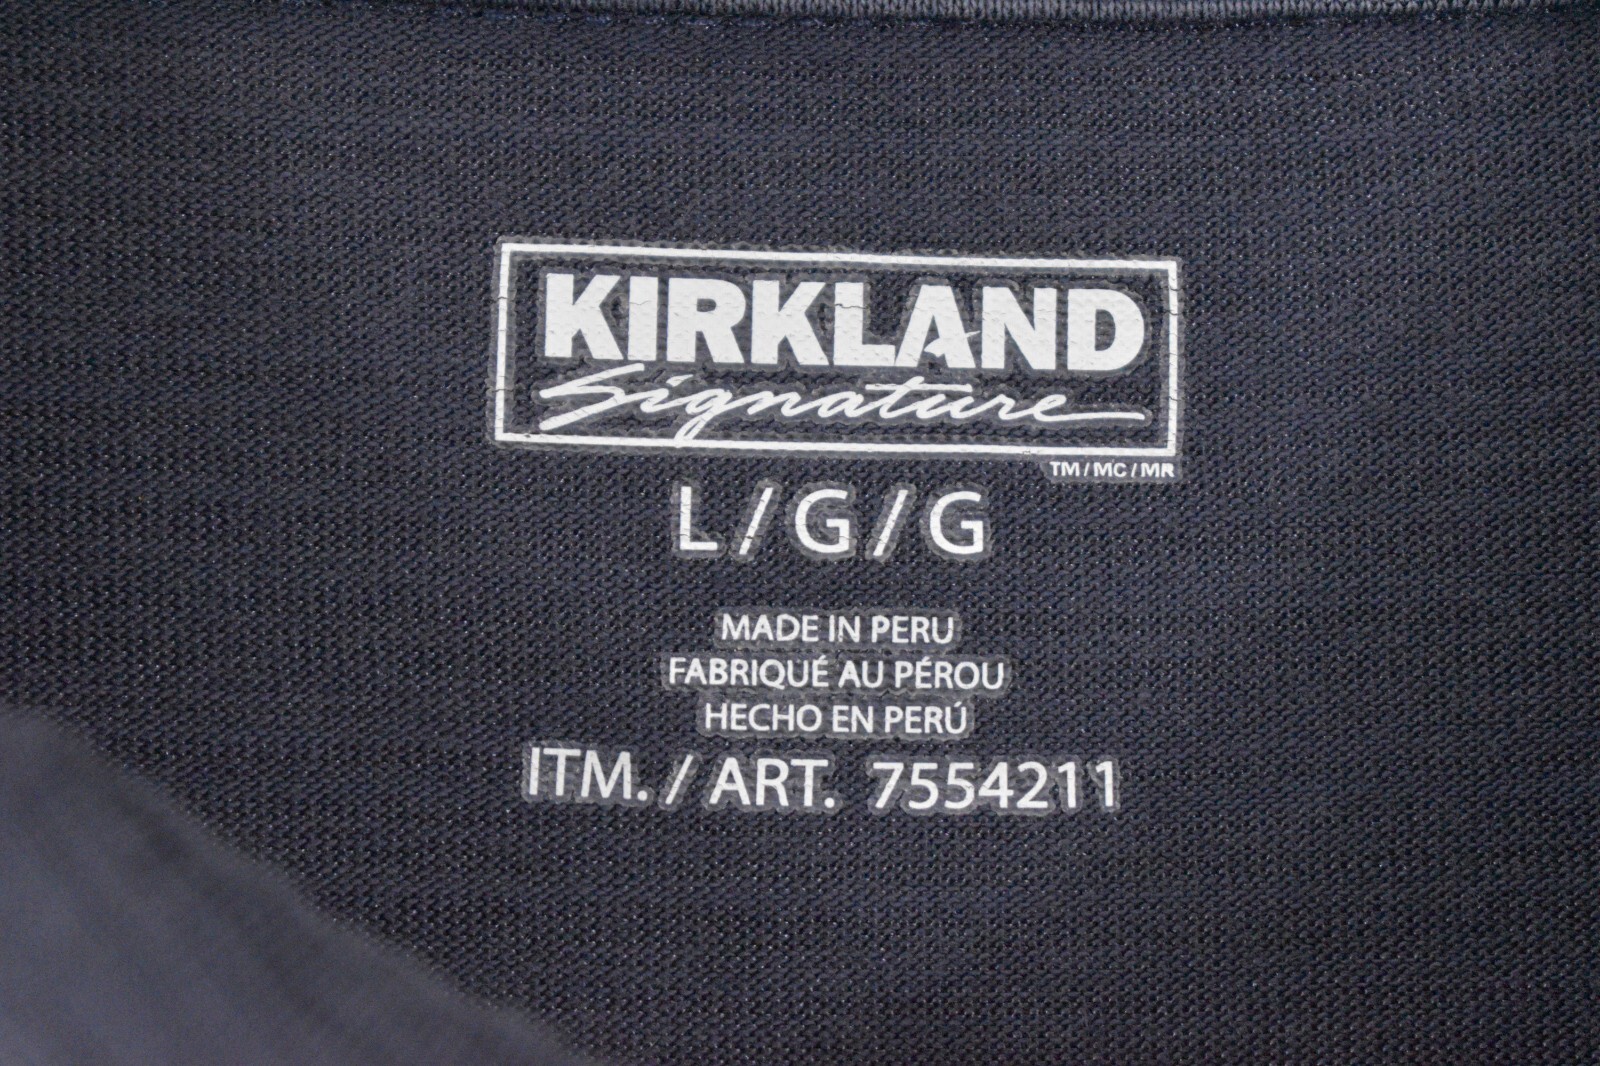 KIRKLAND
Signature
TM / MC / MR
L / G / G
MADE IN PERU
FABRIQUÉ AU PÉROU
HECHO EN PERÚ
ITM. / ART. 7554211